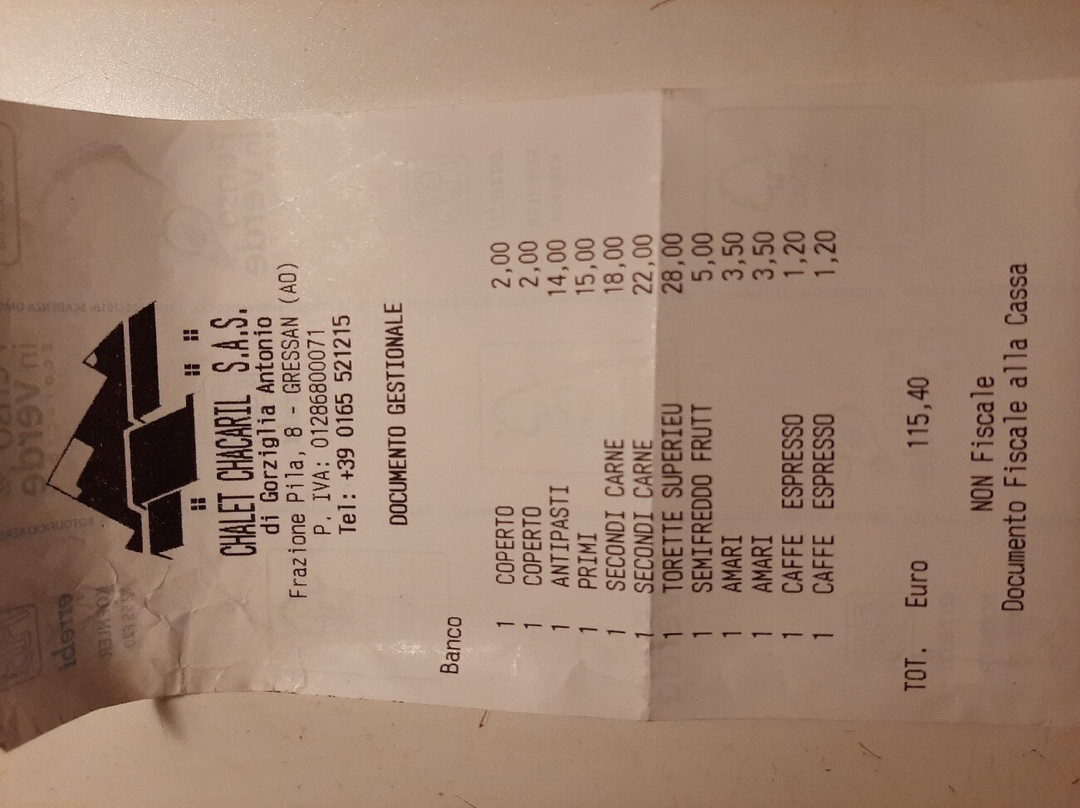 CHALET CHACARIL S.A.S.
di Gorziglia Antonio
Frazione Pila, 8 - GRESSAN (AO)
P. IVA: 01286800071
Tel: +39 0165 521215
DOCUMENTO GESTIONALE
Banco
1 COPERTO 2,00
1 COPERTO 2,00
1 ANTIPASTI 14,00
1 PRIMI 15,00
1 SECONDI CARNE 18,00
1 SECONDI CARNE 22,00
1 TORETTE SUPERIEU 28,00
1 SEMIFREDDO FRUTT 5,00
1 AMARI 3,50
1 AMARI 3,50
1 CAFFE ESPRESSO 1,20
1 CAFFE ESPRESSO 1,20
TOT. Euro 115,40
NON Fiscale
Documento Fiscale alla Cassa